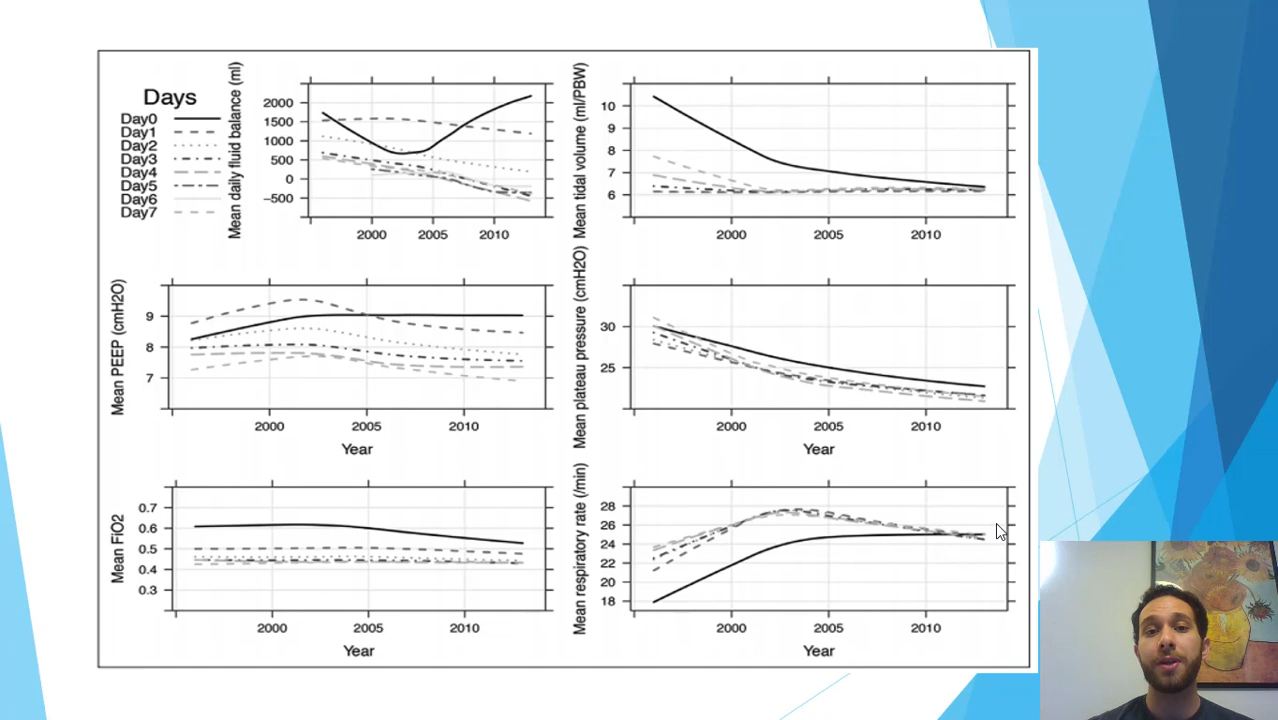 Days
Day0
Day1
Day2
Day3
Day4
Day5
Day6
Day7
Mean daily fluid balance (ml)
2000
1500
1000
500
0
−500
2000 2005 2010
Mean tidal volume (ml/PBW)
10
9
8
7
6
2000 2005 2010
Mean PEEP (cmH2O)
9
8
7
2000 2005 2010
Year
Mean plateau pressure (cmH2O)
30
25
2000 2005 2010
Year
Mean FiO2
0.7
0.6
0.5
0.4
0.3
2000 2005 2010
Year
Mean respiratory rate (/min)
28
26
24
22
20
18
2000 2005 2010
Year